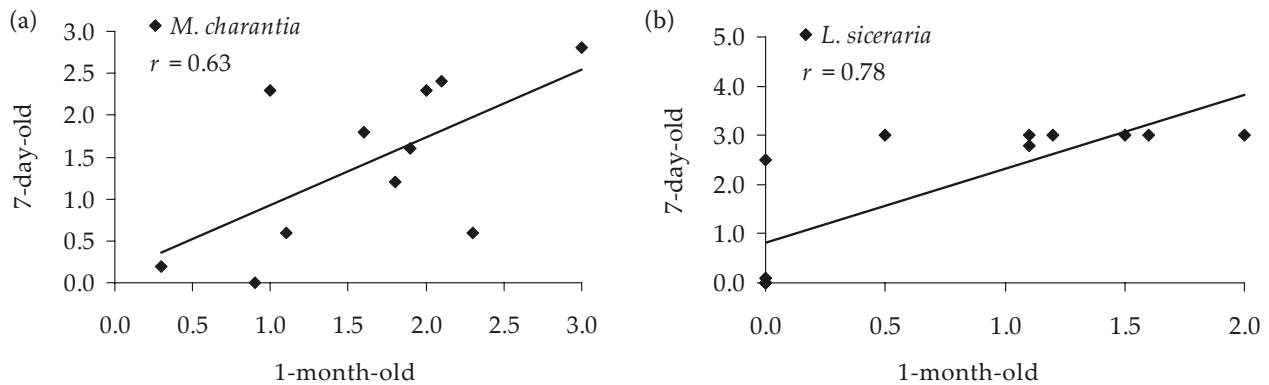 (a)
M. charantia
r = 0.63
3.0
2.5
2.0
1.5
1.0
0.5
0.0
7-day-old
0.0 0.5 1.0 1.5 2.0 2.5 3.0
1-month-old
(b)
L. siceraria
r = 0.78
5.0
4.0
3.0
2.0
1.0
0.0
7-day-old
0.0 0.5 1.0 1.5 2.0
1-month-old